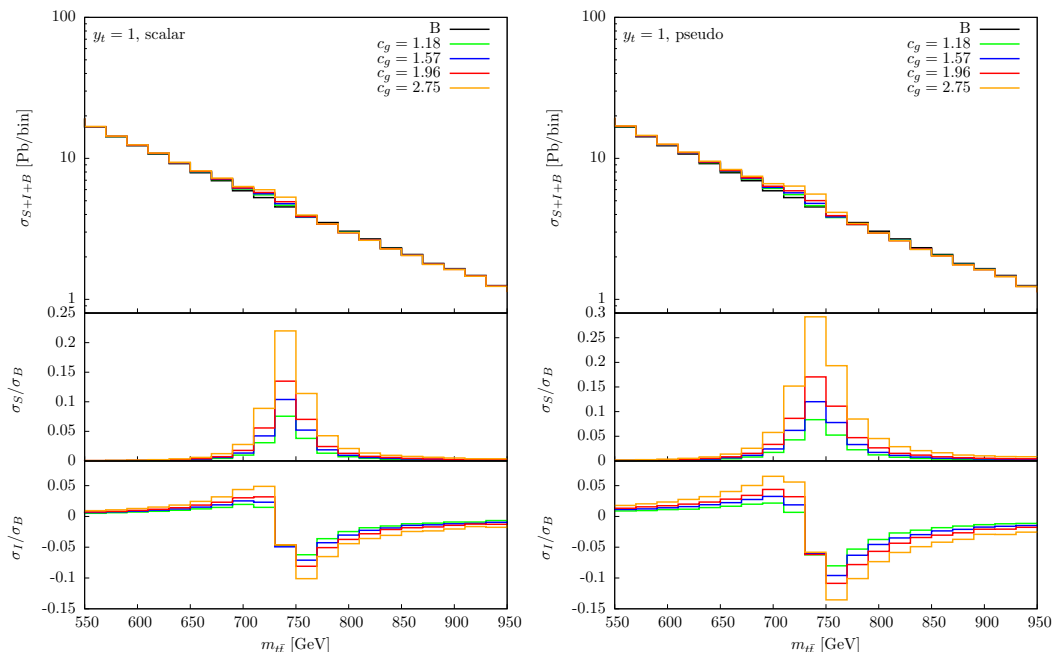 y_t = 1, scalar
B
c_g = 1.18
c_g = 1.57
c_g = 1.96
c_g = 2.75
σ_{S+I+B} [Pb/bin]
100
10
1
σ_S/σ_B
0.25
0.2
0.15
0.1
0.05
0
σ_I/σ_B
0.05
0
-0.05
-0.1
-0.15
550 600 650 700 750 800 850 900 950
m_{tt̄} [GeV]
y_t = 1, pseudo
B
c_g = 1.18
c_g = 1.57
c_g = 1.96
c_g = 2.75
σ_{S+I+B} [Pb/bin]
100
10
1
σ_S/σ_B
0.3
0.25
0.2
0.15
0.1
0.05
0
σ_I/σ_B
0.05
0
-0.05
-0.1
-0.15
550 600 650 700 750 800 850 900 950
m_{tt̄} [GeV]